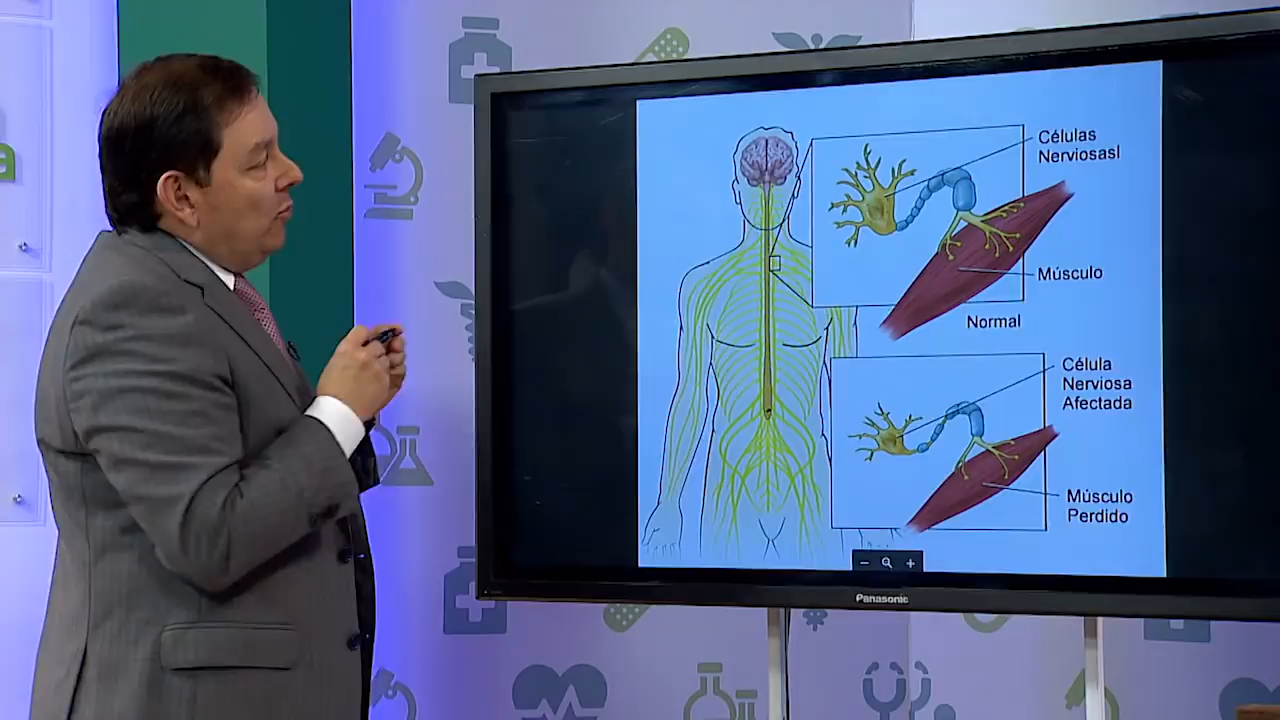 a
Células
Nerviosasl
Músculo
Normal
Célula
Nerviosa
Afectada
Músculo
Perdido
Panasonic